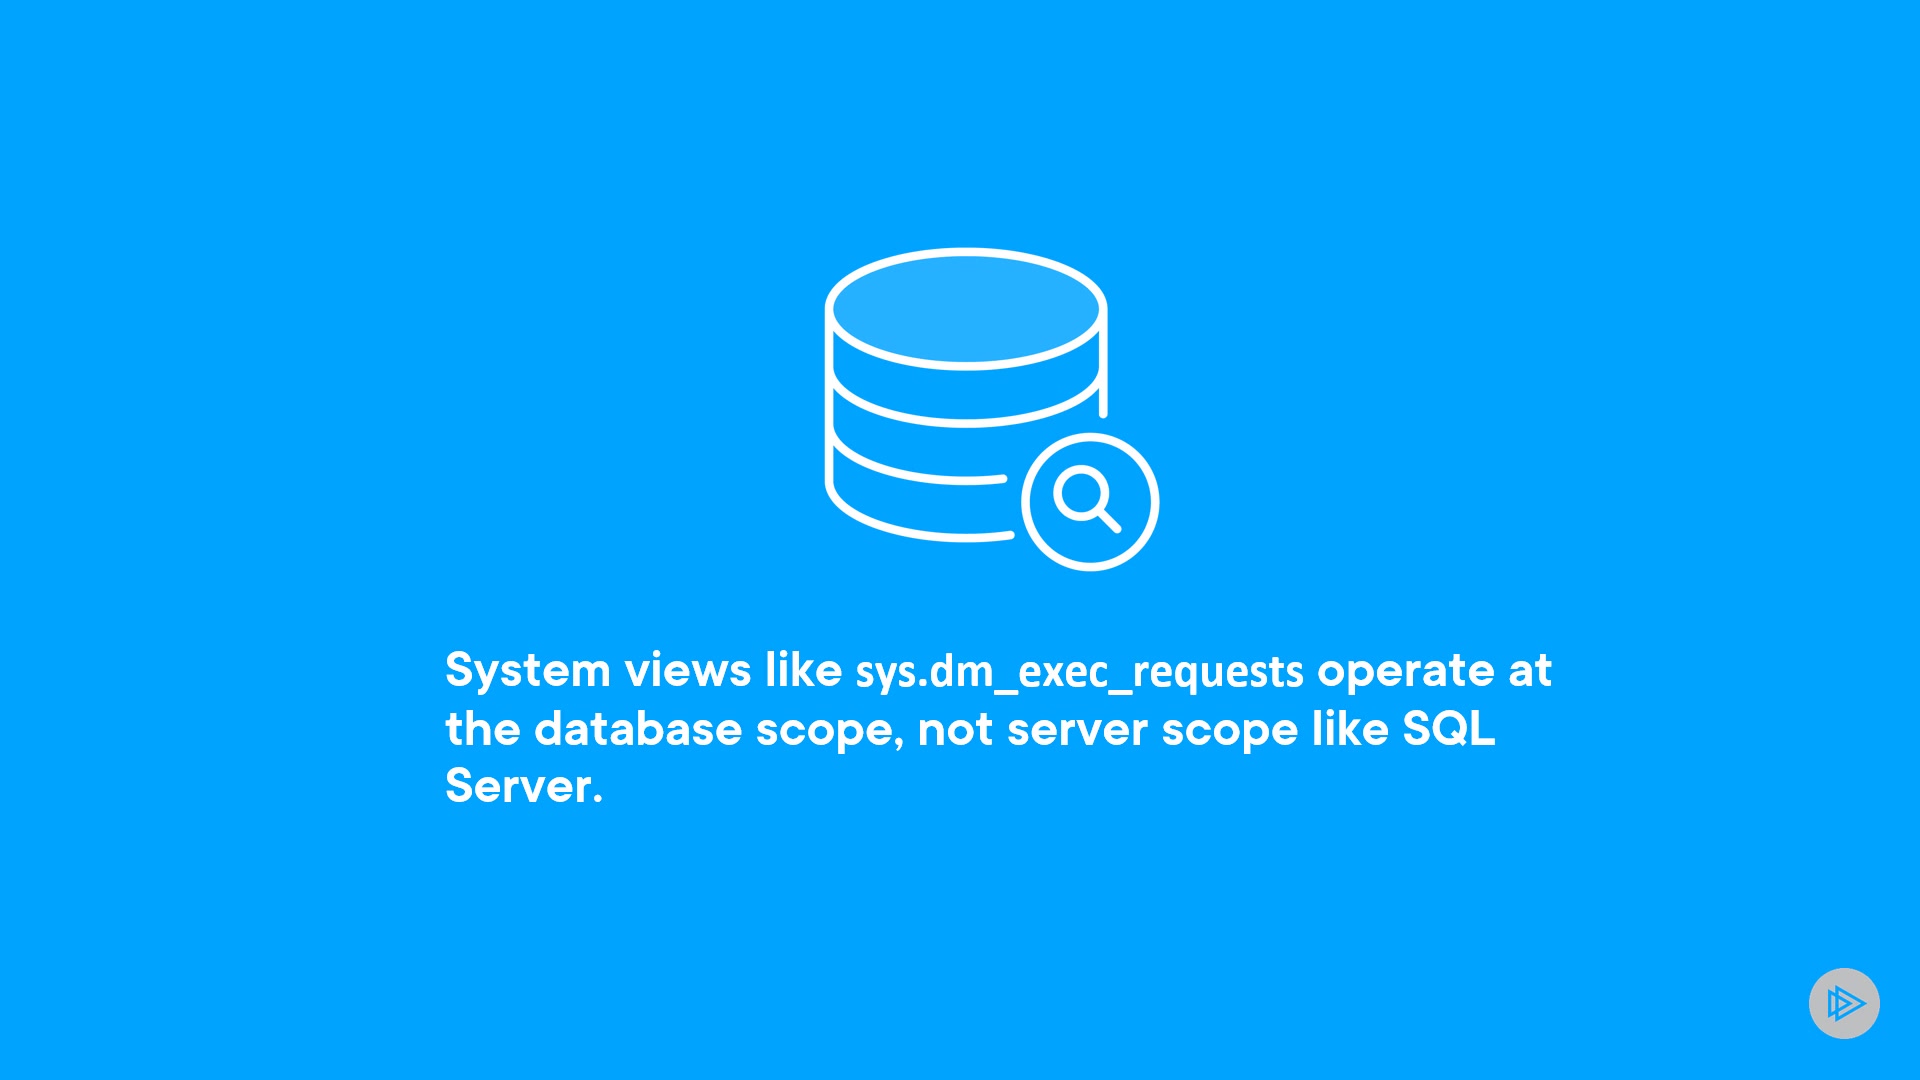 System views like sys.dm_exec_requests operate at
the database scope, not server scope like SQL
Server.